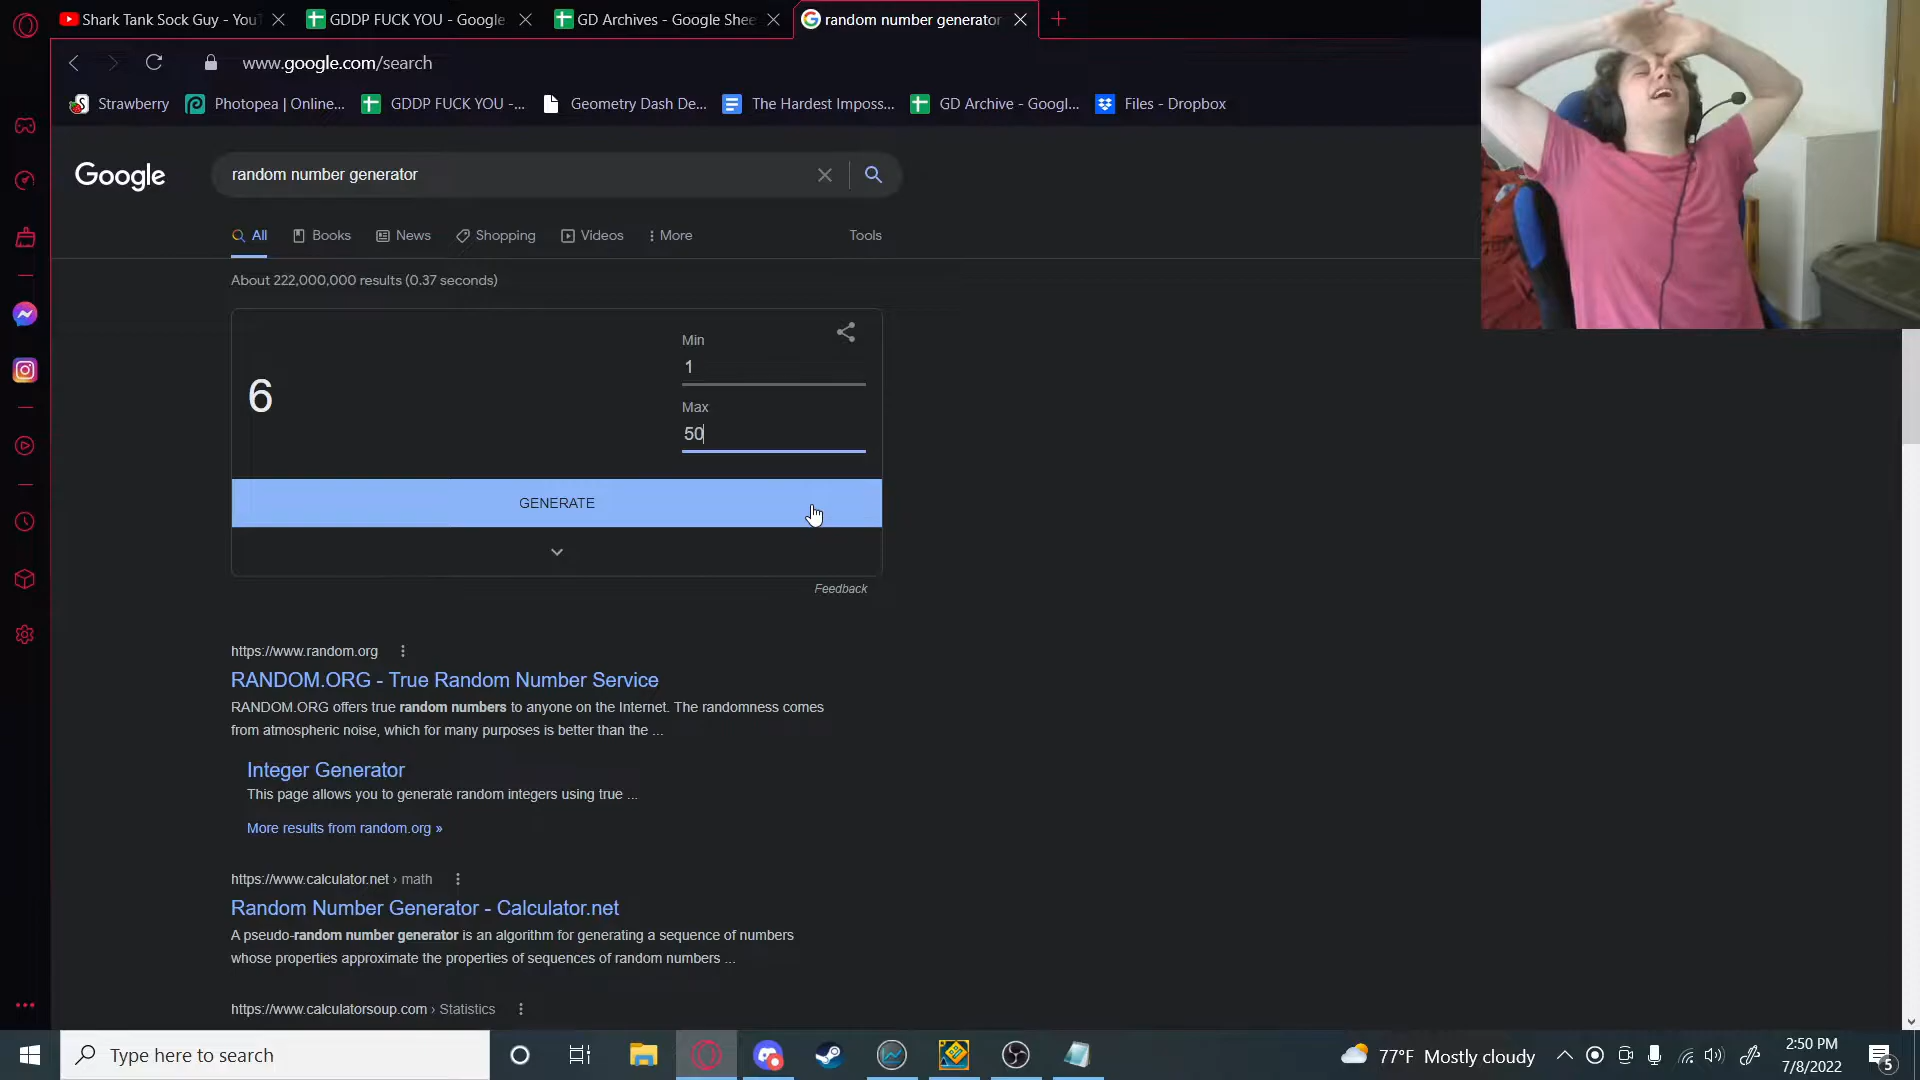 Shark Tank Sock Guy - YouT
GDDP FUCK YOU - Google
GD Archives - Google Shee
random number generator
www.google.com/search
Strawberry
Photopea | Online...
GDDP FUCK YOU -...
Geometry Dash De...
The Hardest Imposs...
GD Archive - Googl...
Files - Dropbox
Google
random number generator
All
Books
News
Shopping
Videos
More
Tools
About 222,000,000 results (0.37 seconds)
Min
1
6
Max
50
GENERATE
Feedback
https://www.random.org
RANDOM.ORG - True Random Number Service
RANDOM.ORG offers true random numbers to anyone on the Internet. The randomness comes
from atmospheric noise, which for many purposes is better than the ...
Integer Generator
This page allows you to generate random integers using true ...
More results from random.org »
https://www.calculator.net › math
Random Number Generator - Calculator.net
A pseudo-random number generator is an algorithm for generating a sequence of numbers
whose properties approximate the properties of sequences of random numbers ...
https://www.calculatorsoup.com › Statistics
Type here to search
77°F Mostly cloudy
2:50 PM
7/8/2022
5